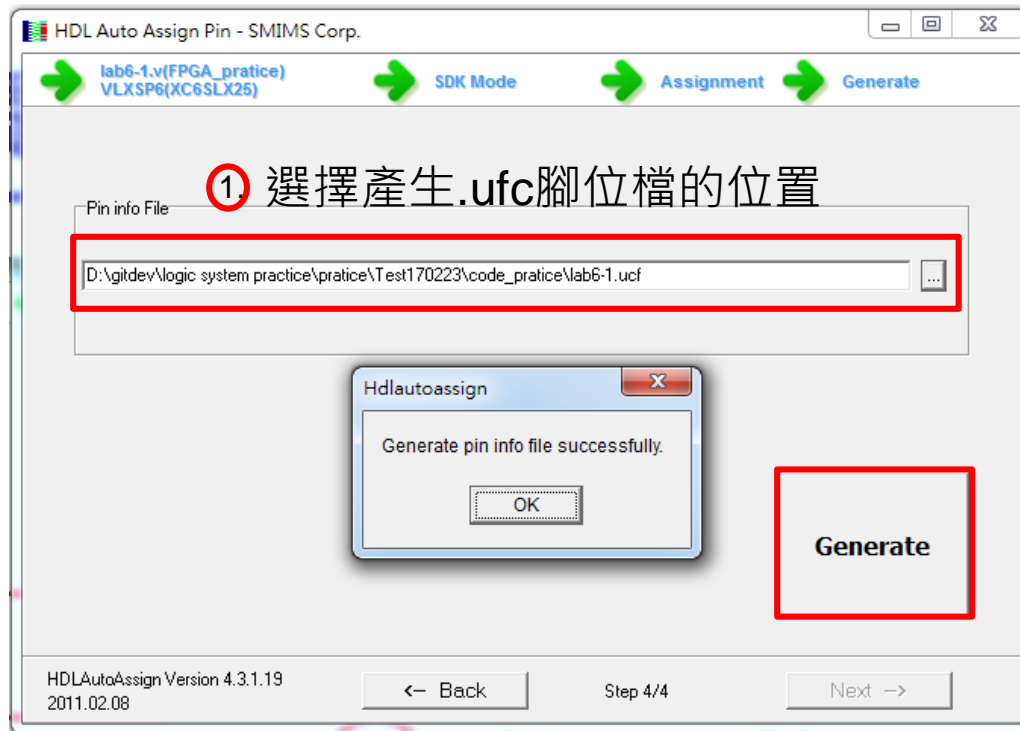 HDL Auto Assign Pin - SMIMS Corp.
lab6-1.v(FPGA_pratice)
VLXSP6(XC6SLX25)
SDK Mode
Assignment
Generate
1. 選擇產生.ufc腳位檔的位置
Pin info File
D:\gitdev\logic system practice\pratice\Test170223\code_pratice\lab6-1.ucf
...
Hdlautoassign
Generate pin info file successfully.
OK
Generate
HDLAutoAssign Version 4.3.1.19
2011.02.08
<- Back
Step 4/4
Next ->